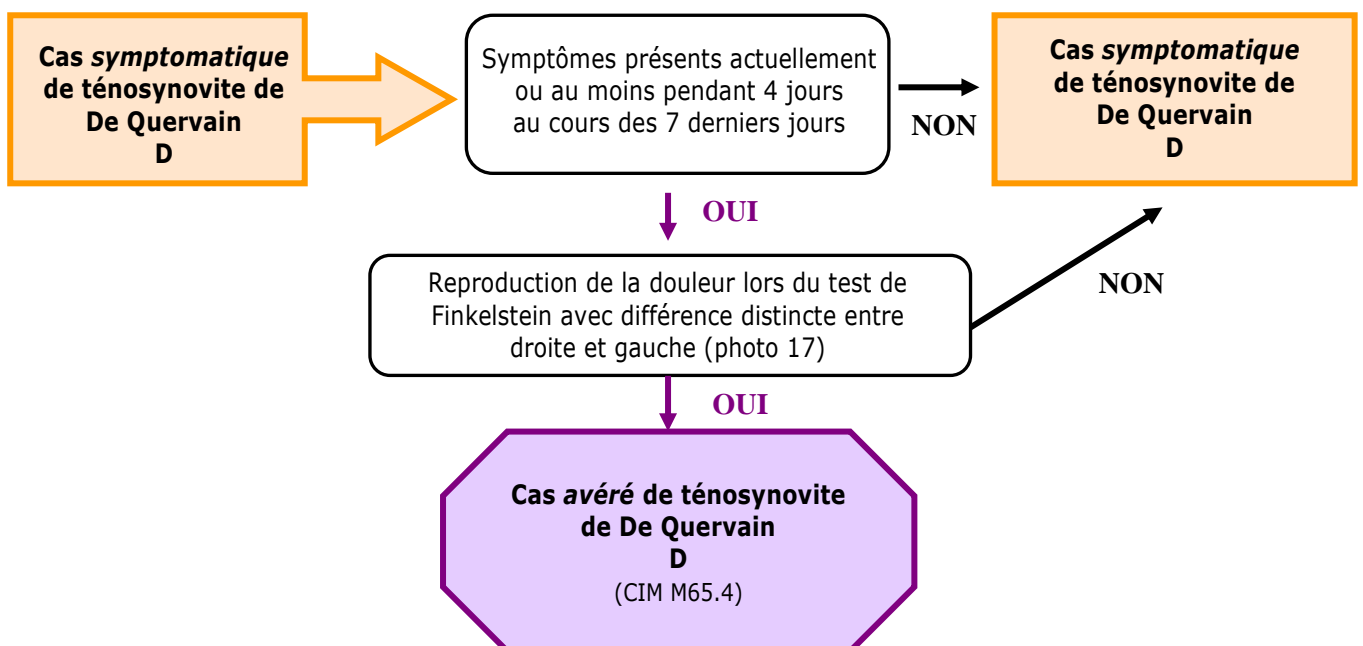 Cas symptomatique
de ténosynovite de
De Quervain
D
Symptômes présents actuellement
ou au moins pendant 4 jours
au cours des 7 derniers jours
NON
Cas symptomatique
de ténosynovite de
De Quervain
D
OUI
Reproduction de la douleur lors du test de
Finkelstein avec différence distincte entre
droite et gauche (photo 17)
NON
OUI
Cas avéré de ténosynovite
de De Quervain
D
(CIM M65.4)